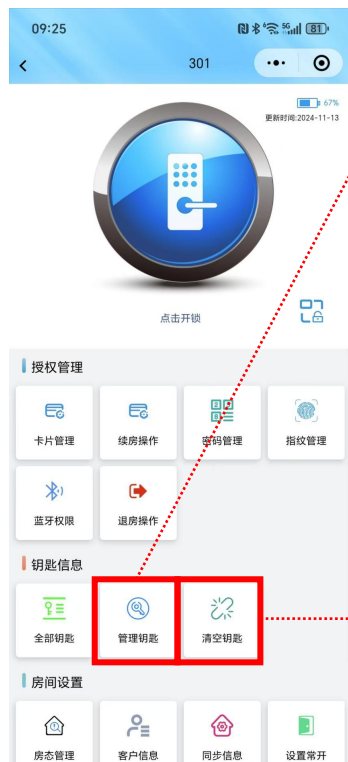 09:25 5G 81
301
67%
更新时间:2024-11-13
点击开锁
授权管理
卡片管理 续房操作 密码管理 指纹管理
蓝牙权限 退房操作
钥匙信息
全部钥匙 管理钥匙 清空钥匙
房间设置
房态管理 客户信息 同步信息 设置常开